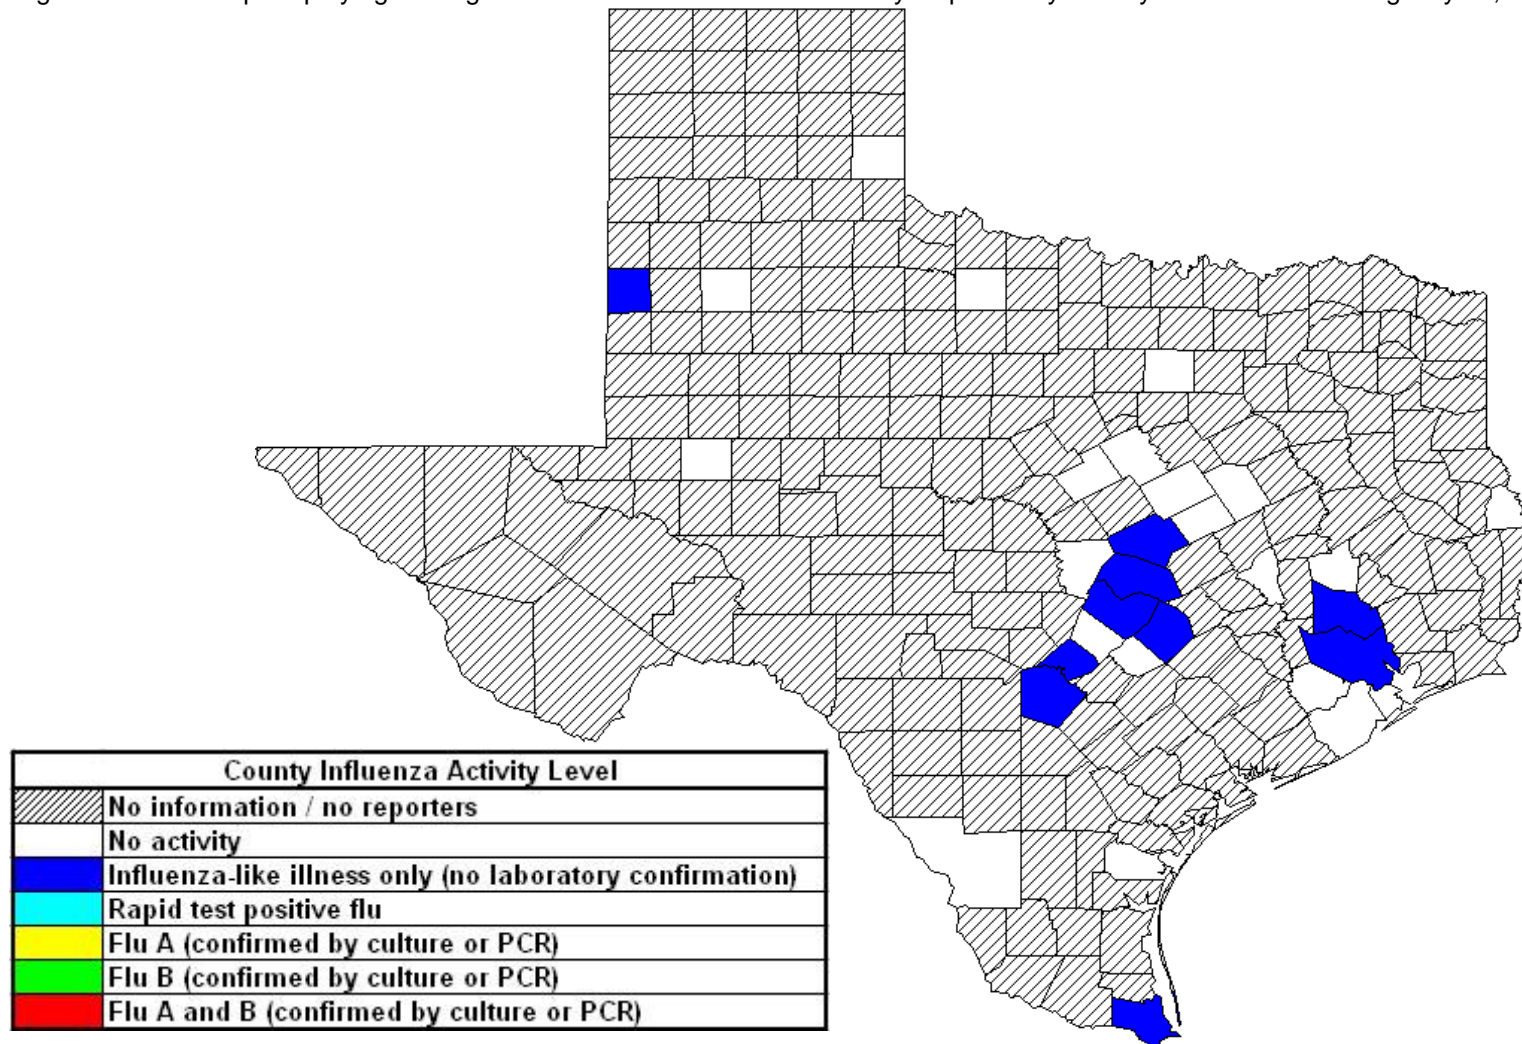 County Influenza Activity Level
No information / no reporters
No activity
Influenza-like illness only (no laboratory confirmation)
Rapid test positive flu
Flu A (confirmed by culture or PCR)
Flu B (confirmed by culture or PCR)
Flu A and B (confirmed by culture or PCR)